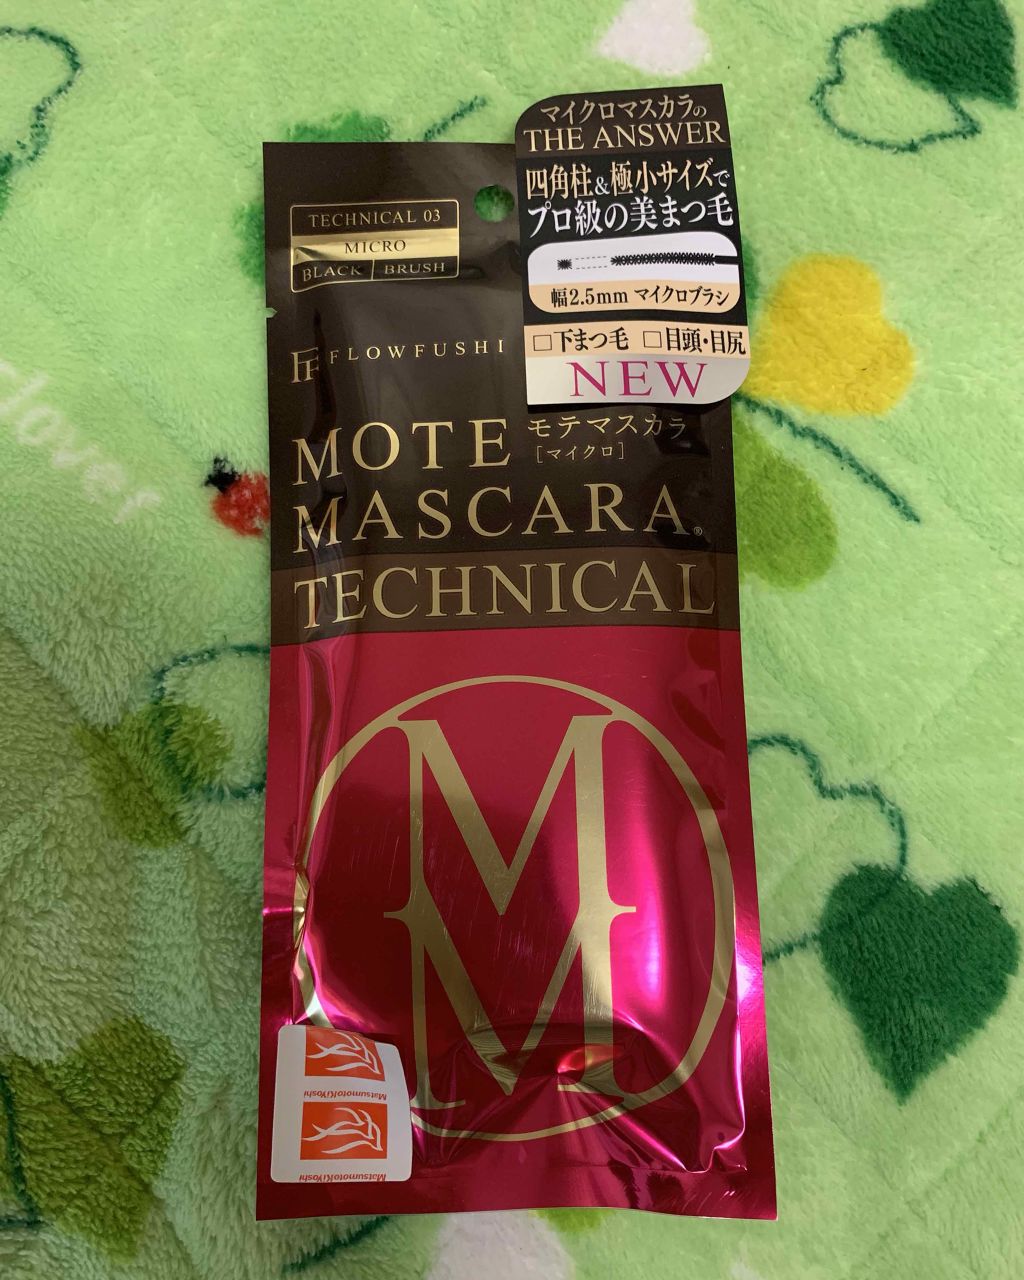 マイクロマスカラの
THE ANSWER
四角柱&極小サイズで
プロ級の美まつ毛
幅2.5mm マイクロブラシ
□下まつ毛 □目頭・目尻
NEW
TECHNICAL 03
MICRO
BLACK BRUSH
FLOWFUSHI
MOTE モテマスカラ
[マイクロ]
MASCARA®
TECHNICAL
M
clover
MatsumotoKiYoshi
MatsumotoKiYoshi